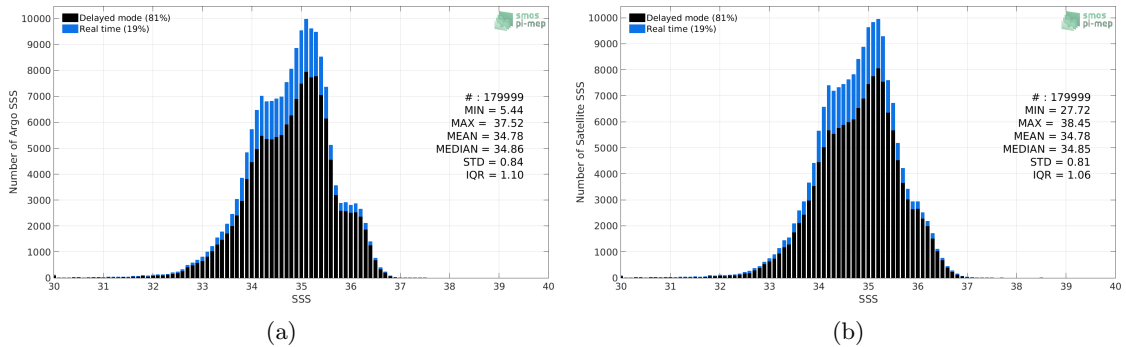 Delayed mode (81%)
Real time (19%)
smos
pi-mep
10000
9000
8000
7000
6000
5000
4000
3000
2000
1000
0
Number of Argo SSS
# : 179999
MIN = 5.44
MAX = 37.52
MEAN = 34.78
MEDIAN = 34.86
STD = 0.84
IQR = 1.10
30 31 32 33 34 35 36 37 38 39 40
SSS
(a)
Delayed mode (81%)
Real time (19%)
smos
pi-mep
10000
9000
8000
7000
6000
5000
4000
3000
2000
1000
0
Number of Satellite SSS
# : 179999
MIN = 27.72
MAX = 38.45
MEAN = 34.78
MEDIAN = 34.85
STD = 0.81
IQR = 1.06
30 31 32 33 34 35 36 37 38 39 40
SSS
(b)